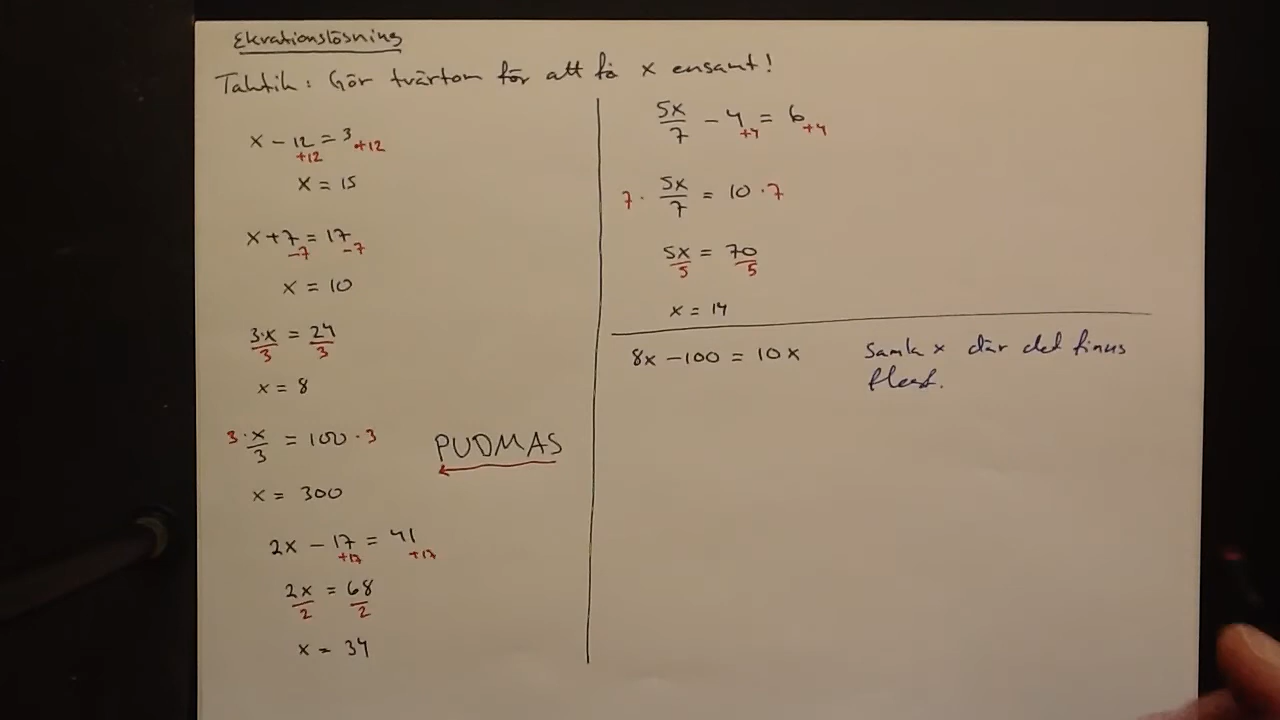 Ekvationslösning
Taktik: Gör tvärtom för att få x ensamt!
x - 12 = 3
+12 +12
x = 15
x + 7 = 17
-7 -7
x = 10
3·x = 24
3 3
x = 8
3 · x = 100 · 3
3
x = 300
PUDMAS
2x - 17 = 41
+17 +17
2x = 68
2 2
x = 34
5x - 4 = 6
7 +4 +4
7 · 5x = 10 · 7
7
5x = 70
5 5
x = 14
8x - 100 = 10x
Samla x där det finns
flest.